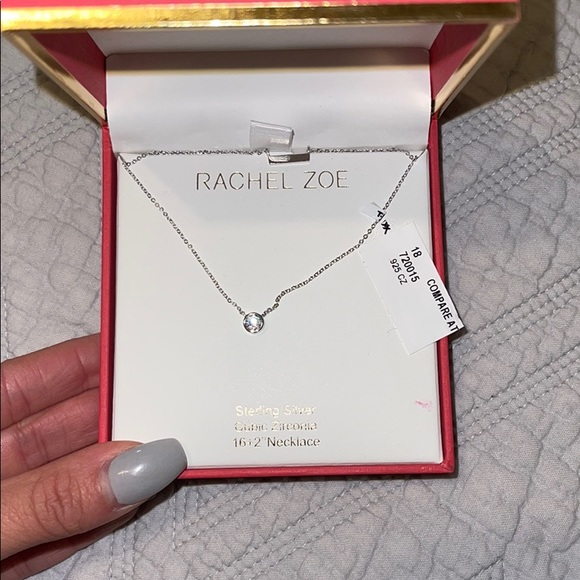 RACHEL ZOE
18
720015
925 CZ
COMPARE AT
Sterling Silver
Cubic Zirconia
16+2" Necklace